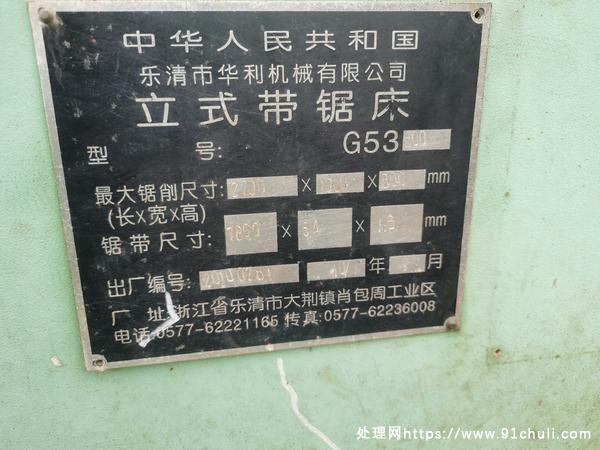 中华人民共和国
乐清市华利机械有限公司
立式带锯床
型 号: G53
最大锯削尺寸: × × mm
(长×宽×高)
锯带尺寸: 7800 × 54 × 1.3 mm
出厂编号: 年 月
厂 址:浙江省乐清市大荆镇肖包周工业区
电话:0577-62221165 传真:0577-62236008
处理网https://www.91chuli.com/